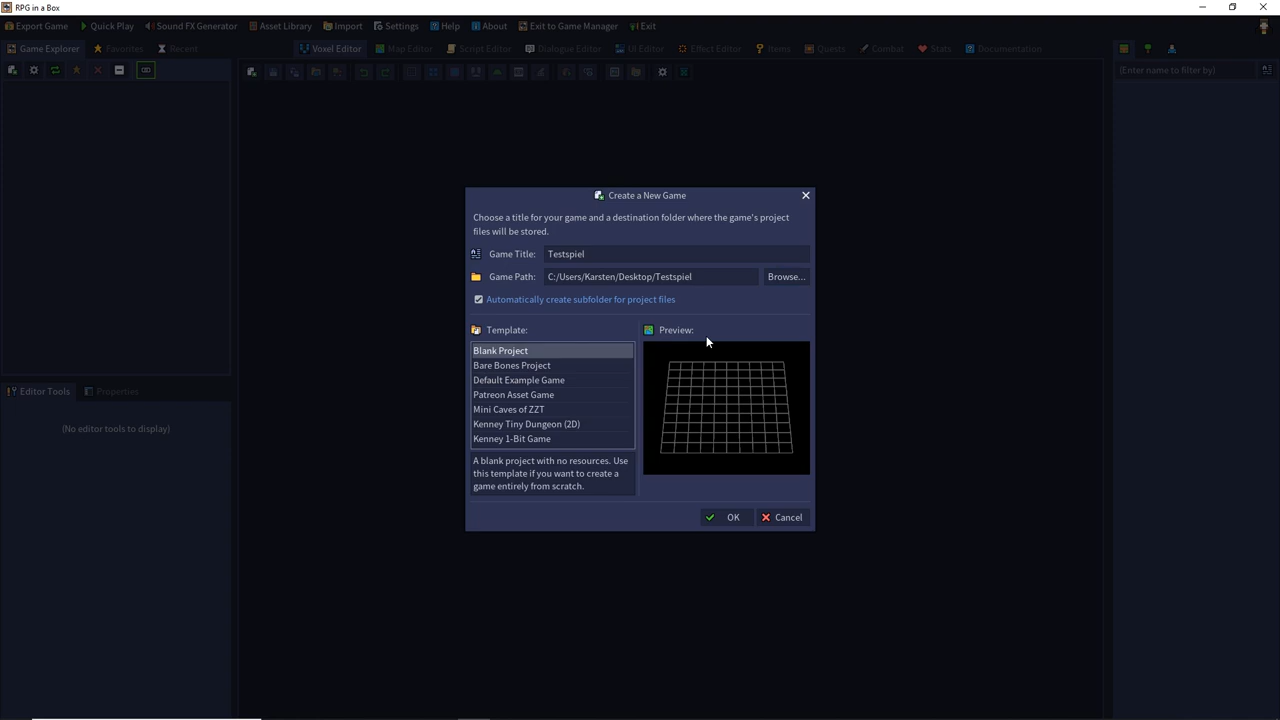 RPG in a Box
Export Game Quick Play Sound FX Generator Asset Library Import Settings Help About Exit to Game Manager Exit
Game Explorer Favorites Recent Voxel Editor Map Editor Script Editor Dialogue Editor UI Editor Effect Editor Items Quests Combat Stats Documentation
(Enter name to filter by)
Create a New Game
Choose a title for your game and a destination folder where the game's project
files will be stored.
Game Title: Testspiel
Game Path: C:/Users/Karsten/Desktop/Testspiel Browse...
Automatically create subfolder for project files
Template: Preview:
Blank Project
Bare Bones Project
Default Example Game
Patreon Asset Game
Mini Caves of ZZT
Kenney Tiny Dungeon (2D)
Kenney 1-Bit Game
A blank project with no resources. Use
this template if you want to create a
game entirely from scratch.
OK Cancel
Editor Tools Properties
(No editor tools to display)